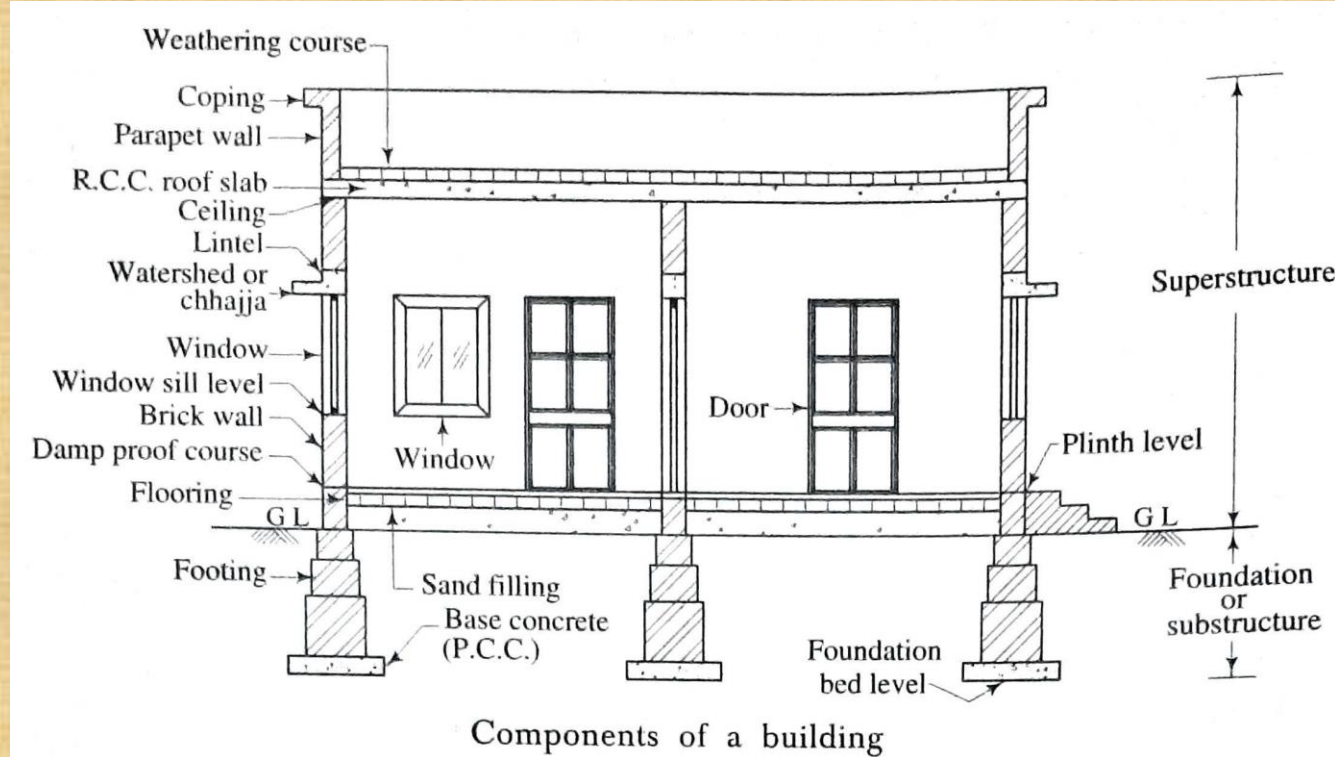 Weathering course
Coping
Parapet wall
R.C.C. roof slab
Ceiling
Lintel
Watershed or
chhajja
Window
Window sill level
Brick wall
Damp proof course
Flooring
G L
Footing
Window
Door
Sand filling
Base concrete
(P.C.C.)
Foundation
bed level
Superstructure
Plinth level
G L
Foundation
or
substructure
Components of a building